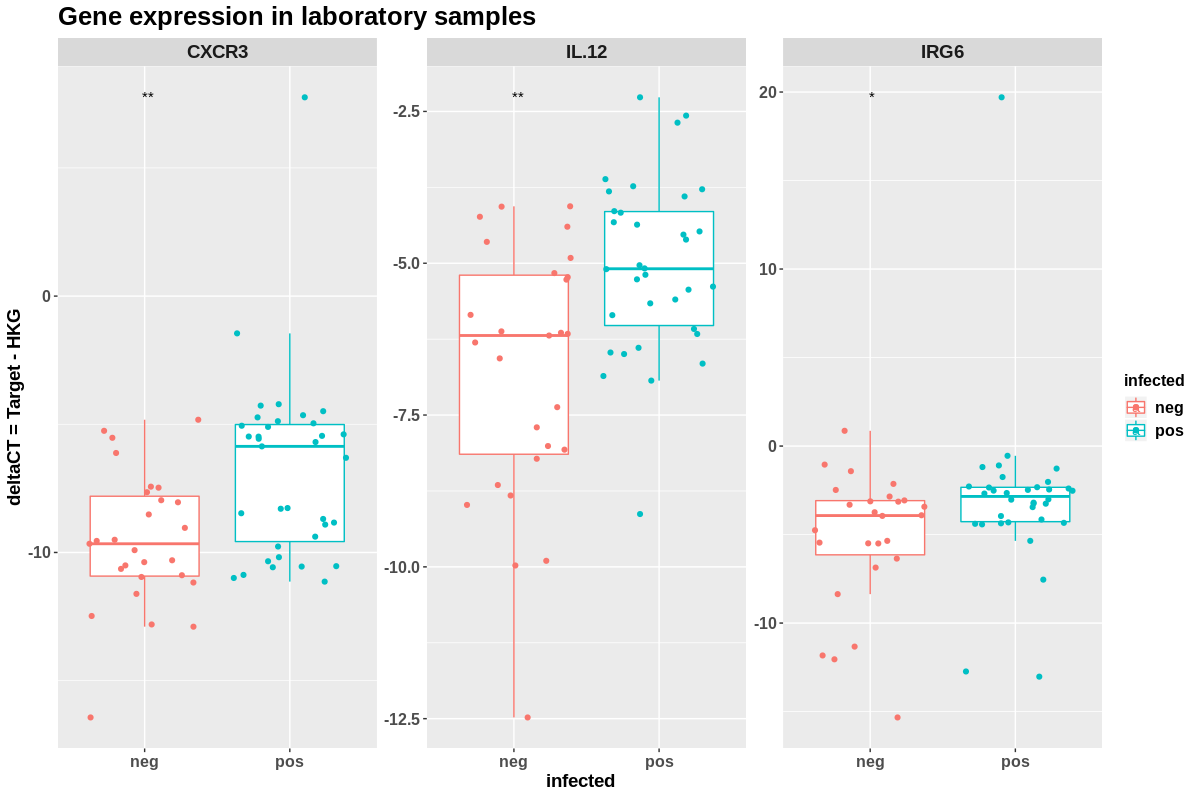 Gene expression in laboratory samples
CXCR3
IL.12
IRG6
**
**
*
0
-10
-2.5
-5.0
-7.5
-10.0
-12.5
20
10
0
-10
neg
pos
neg
pos
neg
pos
infected
deltaCT = Target - HKG
infected
neg
pos